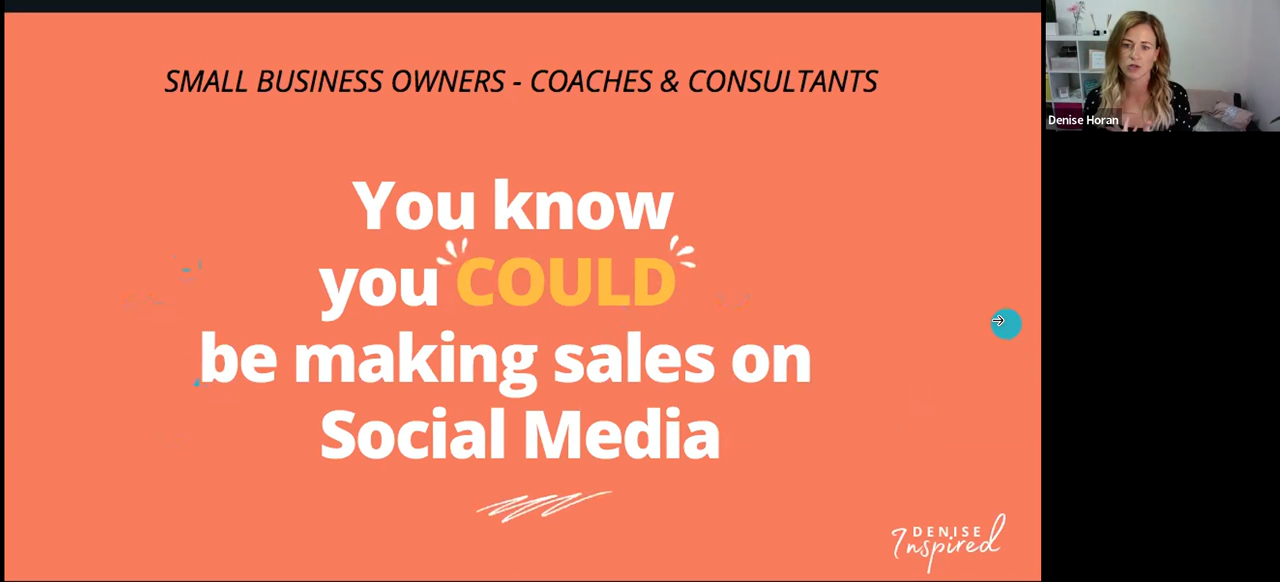 SMALL BUSINESS OWNERS - COACHES & CONSULTANTS
You know
you COULD
be making sales on
Social Media
DENISE
Inspired
Denise Horan